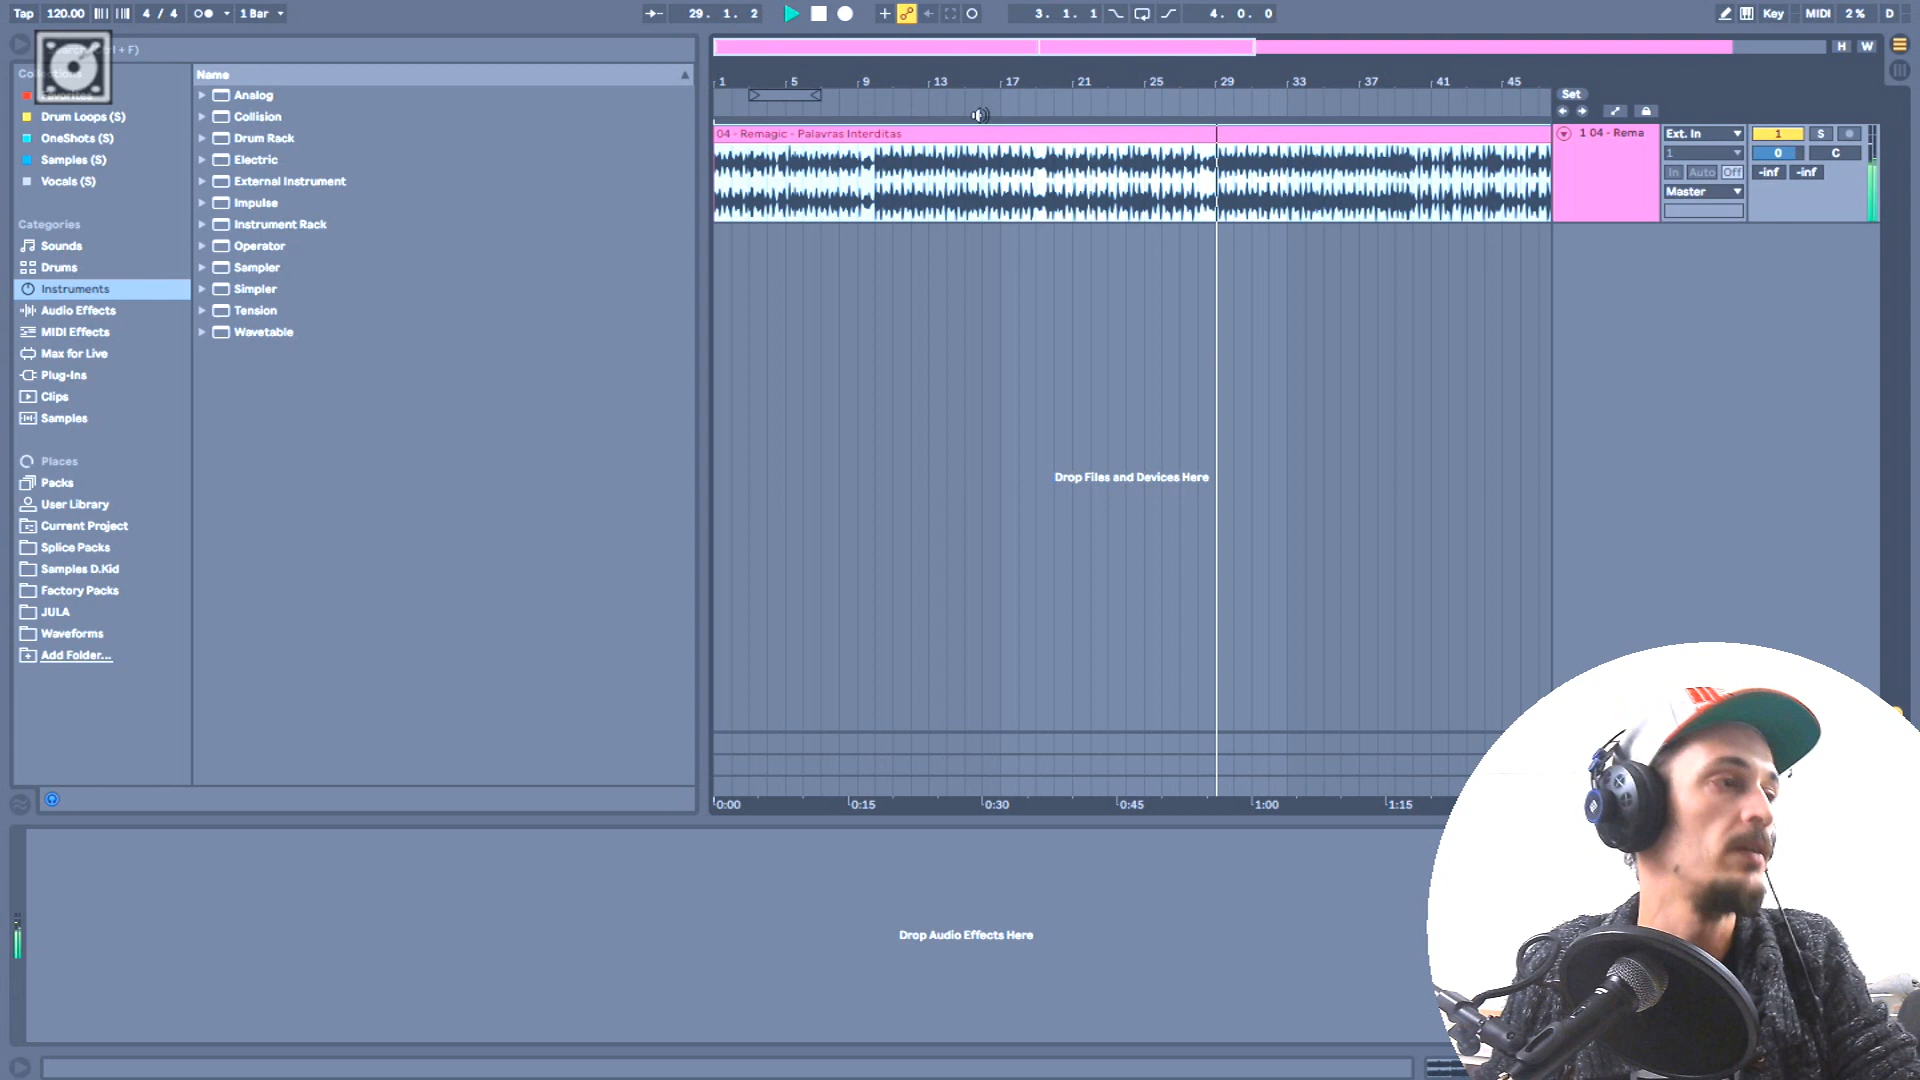 Tap 120.00 4 / 4 1 Bar 29. 1. 2 3. 1. 1 4. 0. 0 Key MIDI 2 % D
H W
Name
Analog
Drum Loops (S) Collision
OneShots (S) Drum Rack
Samples (S) Electric
Vocals (S) External Instrument
Impulse
Categories Instrument Rack
Sounds Operator
Drums Sampler
Instruments Simpler
Audio Effects Tension
MIDI Effects Wavetable
Max for Live
Plug-Ins
Clips
Samples
Places
Packs
User Library
Current Project
Splice Packs
Samples D.Kid
Factory Packs
JULA
Waveforms
Add Folder...
1 5 9 13 17 21 25 29 33 37 41 45
Set
04 - Remagic - Palavras Interditas 1 04 - Rema Ext. In 1 S
1 0 C
In Auto Off -inf -inf
Master
Drop Files and Devices Here
0:00 0:15 0:30 0:45 1:00 1:15
Drop Audio Effects Here